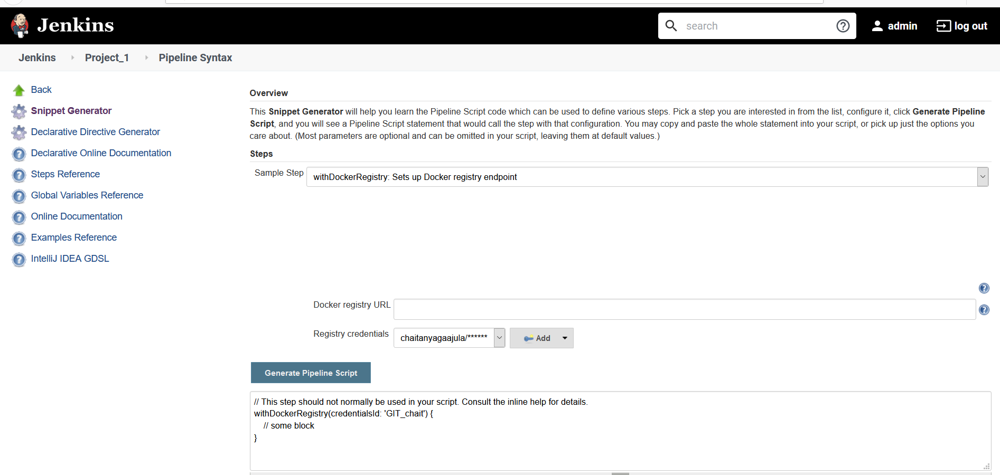 Jenkins
search
admin
log out
Jenkins
Project_1
Pipeline Syntax
Back
Snippet Generator
Declarative Directive Generator
Declarative Online Documentation
Steps Reference
Global Variables Reference
Online Documentation
Examples Reference
IntelliJ IDEA GDSL
Overview
This Snippet Generator will help you learn the Pipeline Script code which can be used to define various steps. Pick a step you are interested in from the list, configure it, click Generate Pipeline
Script, and you will see a Pipeline Script statement that would call the step with that configuration. You may copy and paste the whole statement into your script, or pick up just the options you
care about. (Most parameters are optional and can be omitted in your script, leaving them at default values.)
Steps
Sample Step
withDockerRegistry: Sets up Docker registry endpoint
Docker registry URL
Registry credentials
chaitanyagaajula/******
Add
Generate Pipeline Script
// This step should not normally be used in your script. Consult the inline help for details.
withDockerRegistry(credentialsId: 'GIT_chait') {
// some block
}